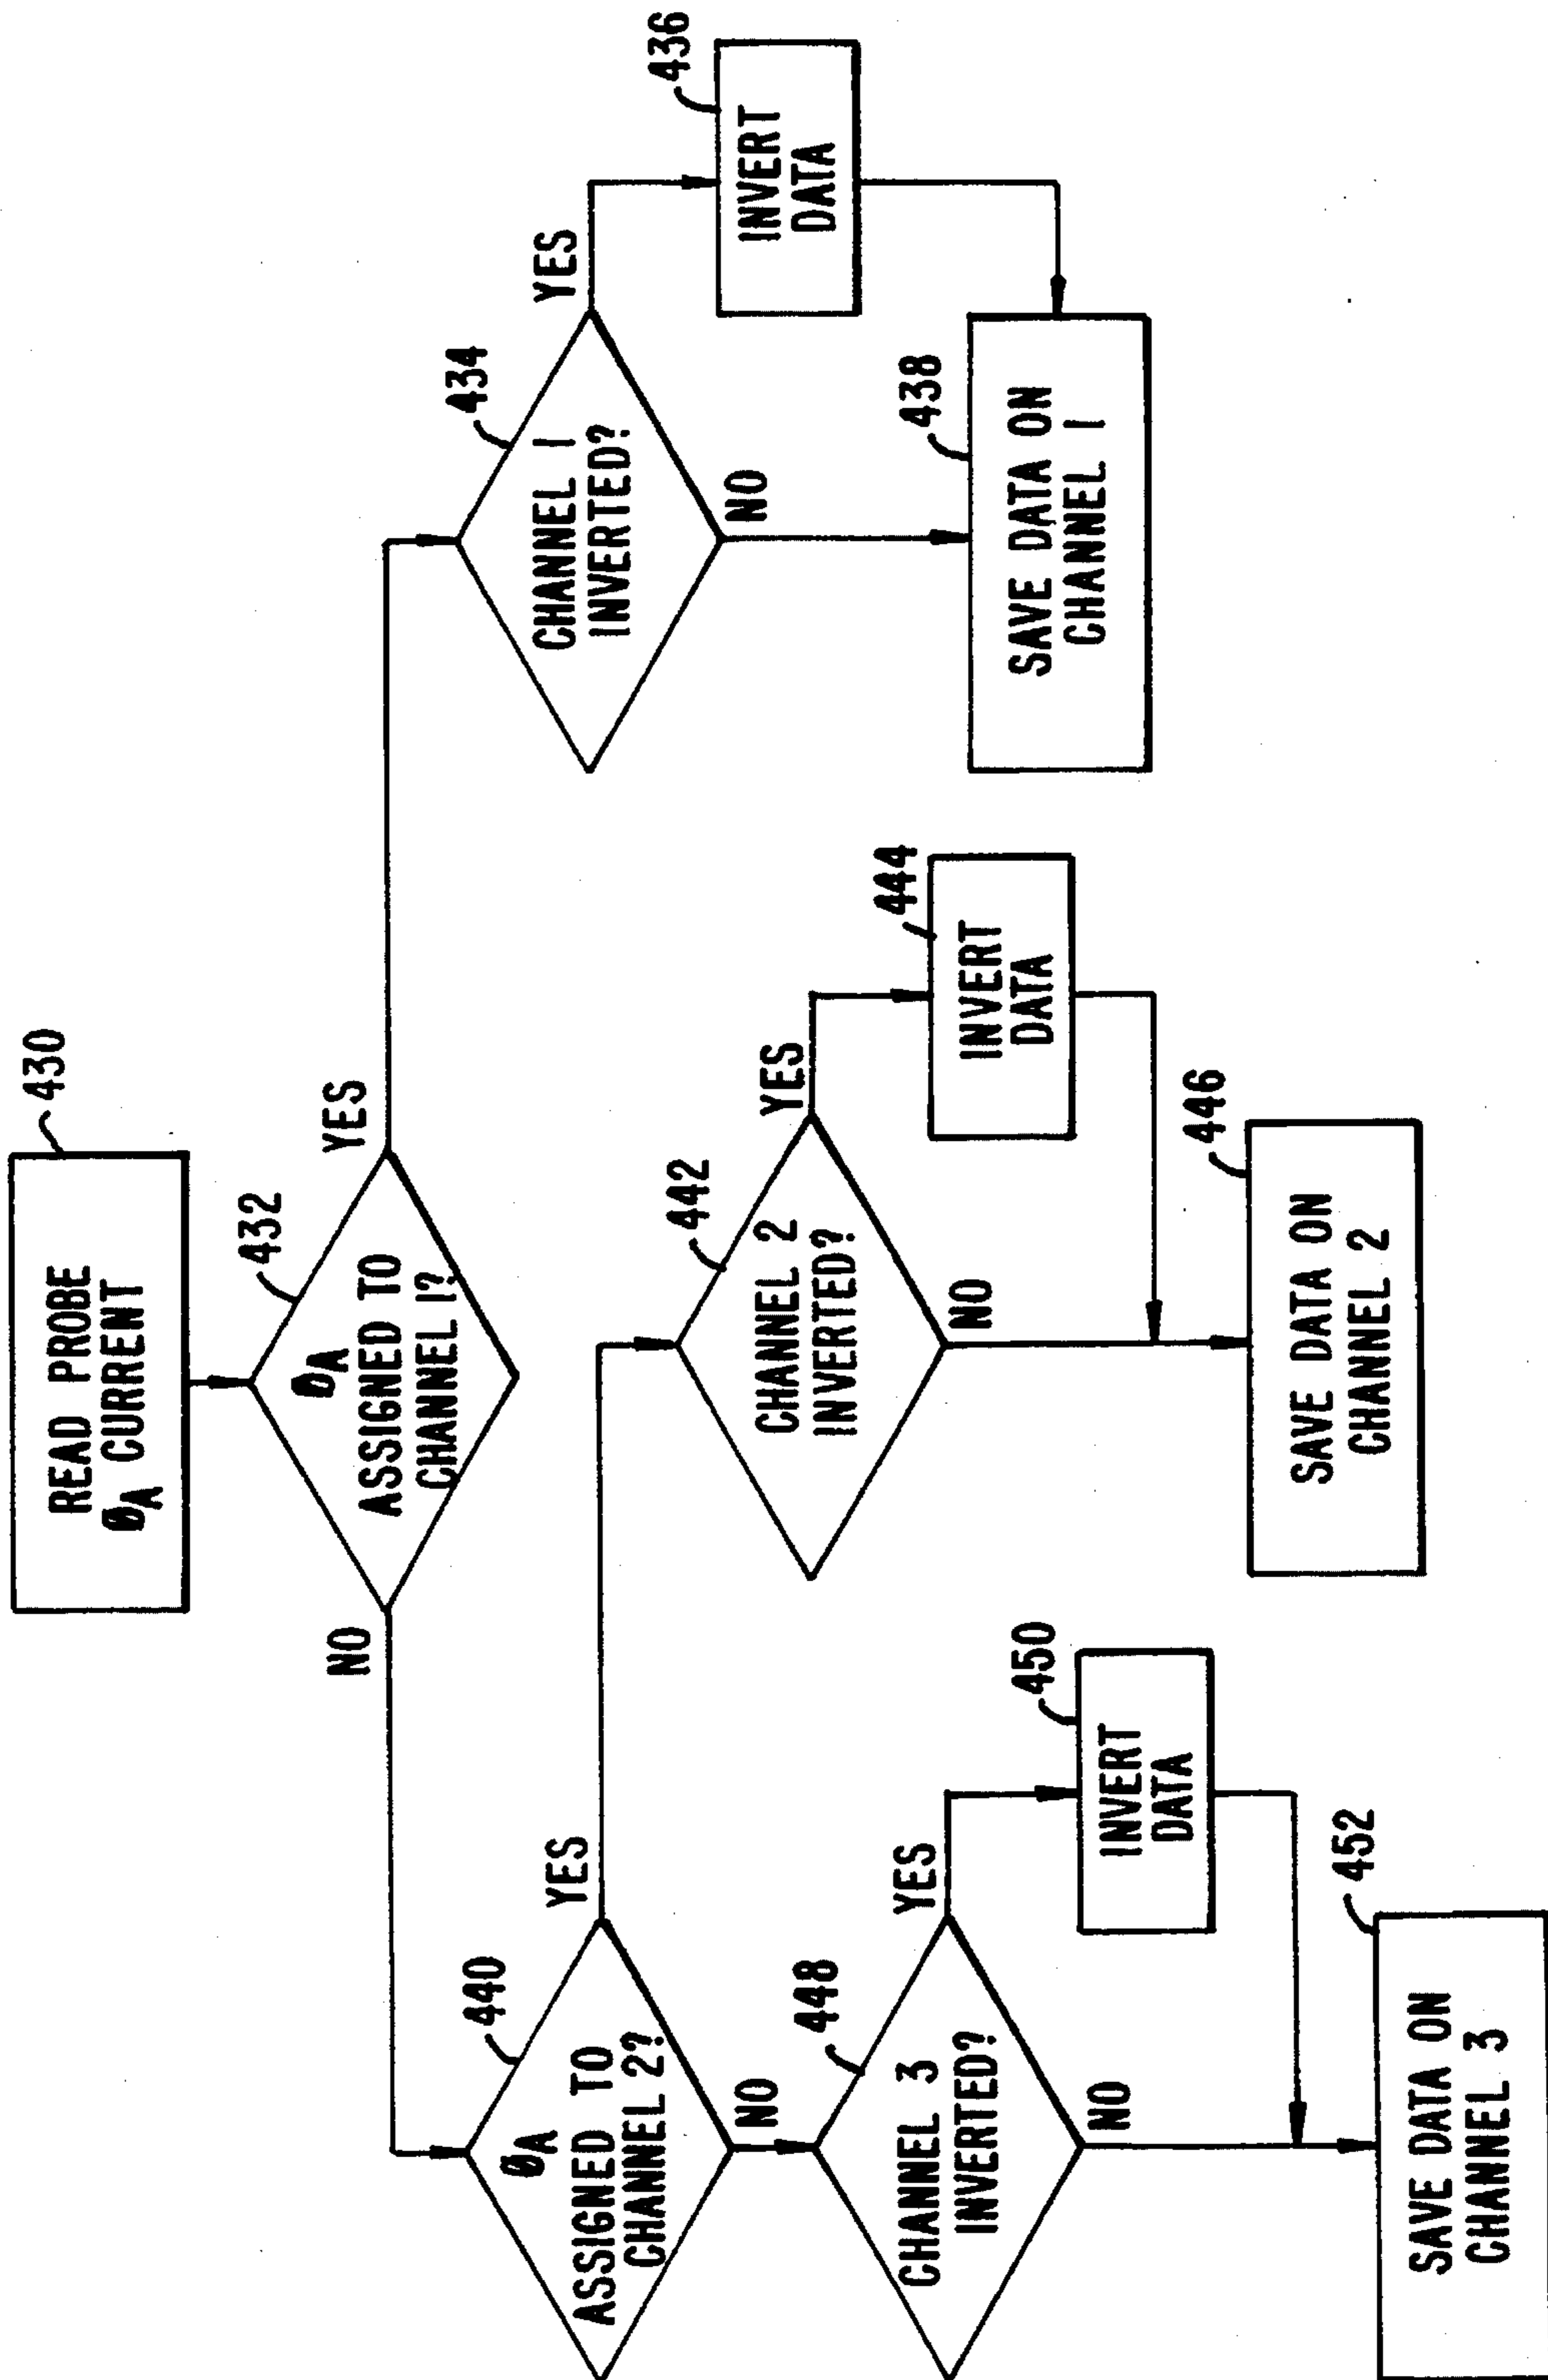 430
READ PROBE
ØA CURRENT
432
ØA
ASSIGNED TO
CHANNEL 1?
YES
NO
434
CHANNEL 1
INVERTED?
YES
NO
436
INVERT
DATA
438
SAVE DATA ON
CHANNEL 1
440
ØA
ASSIGNED TO
CHANNEL 2?
YES
NO
442
CHANNEL 2
INVERTED?
YES
NO
444
INVERT
DATA
446
SAVE DATA ON
CHANNEL 2
448
CHANNEL 3
INVERTED?
YES
NO
450
INVERT
DATA
452
SAVE DATA ON
CHANNEL 3